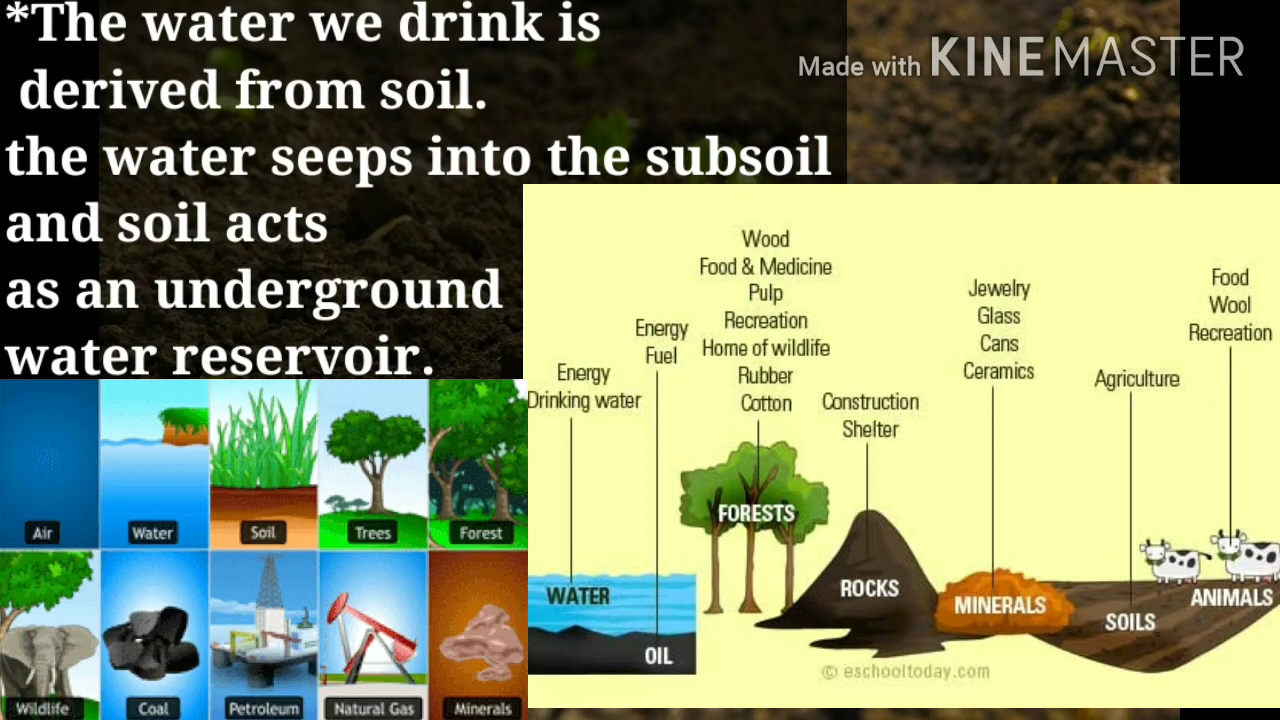 *The water we drink is
derived from soil.
the water seeps into the subsoil
and soil acts
as an underground
water reservoir.
Made with KINEMASTER
Wood
Food & Medicine
Pulp
Recreation
Home of wildlife
Rubber
Cotton
Energy
Fuel
Energy
Drinking water
Construction
Shelter
Jewelry
Glass
Cans
Ceramics
Agriculture
Food
Wool
Recreation
FORESTS
WATER
OIL
ROCKS
MINERALS
SOILS
ANIMALS
© eschooltoday.com
Air
Water
Soil
Trees
Forest
Wildlife
Coal
Petroleum
Natural Gas
Minerals